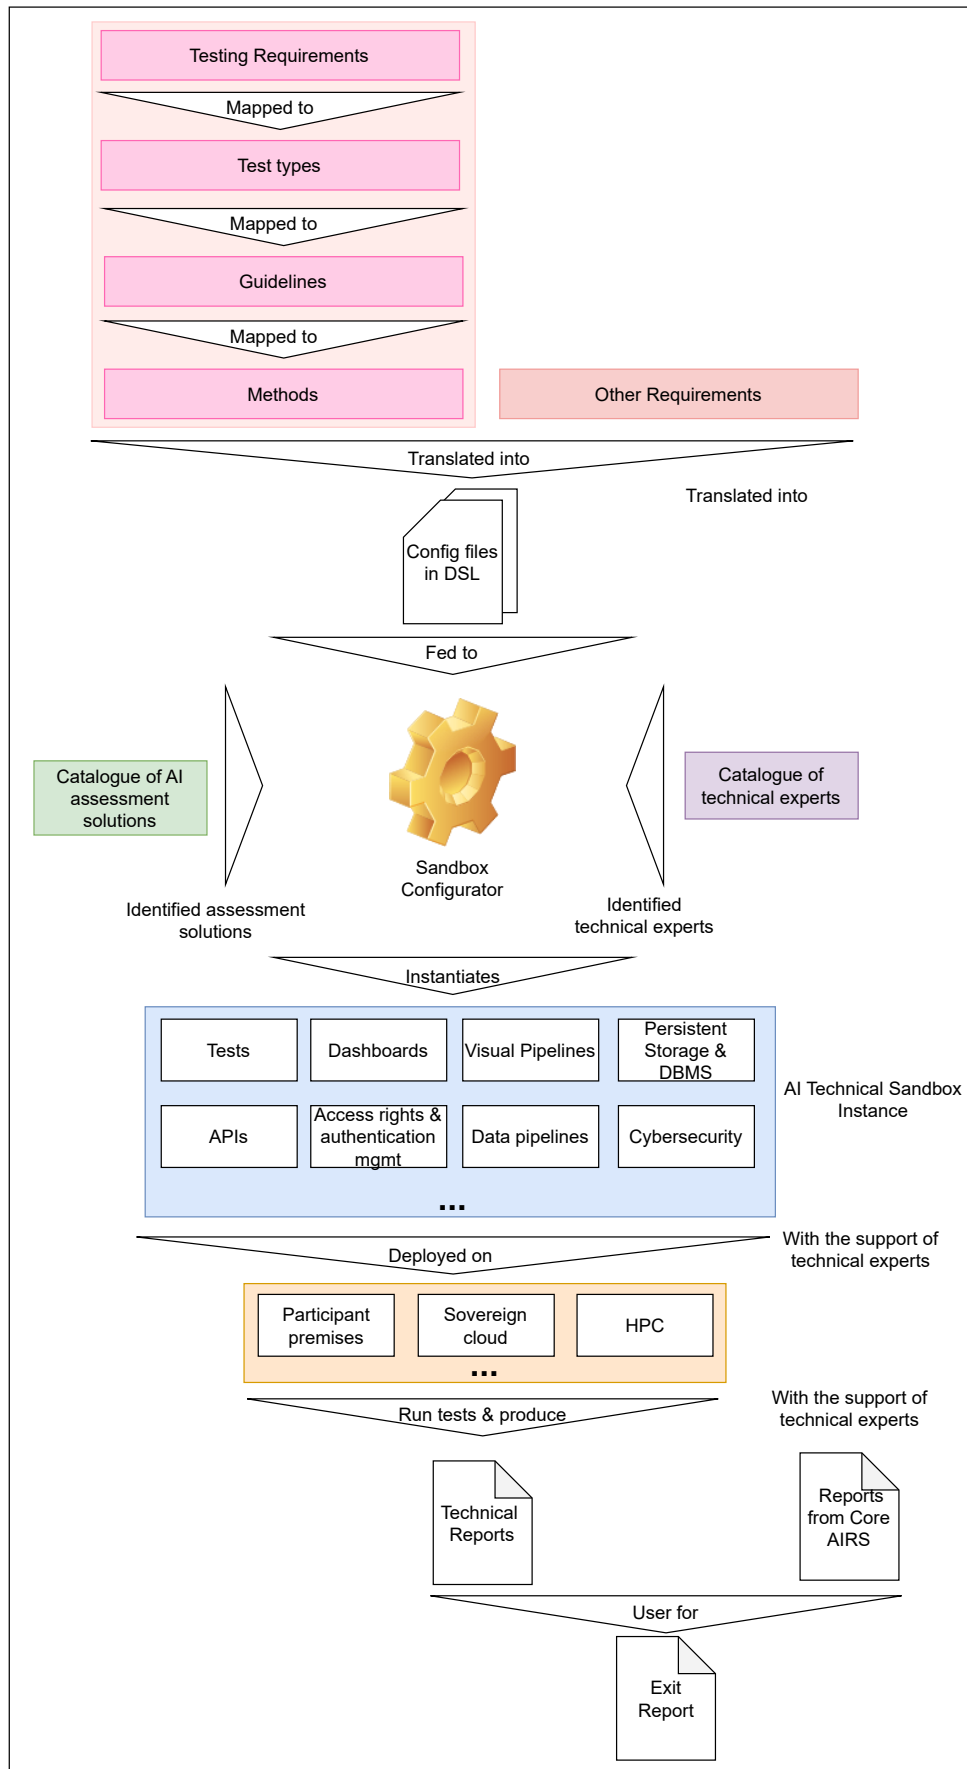 Testing Requirements
Mapped to
Test types
Mapped to
Guidelines
Mapped to
Methods
Other Requirements
Translated into
Translated into
Config files
in DSL
Fed to
Catalogue of AI
assessment
solutions
Catalogue of
technical experts
Sandbox
Configurator
Identified assessment
solutions
Identified
technical experts
Instantiates
Tests
Dashboards
Visual Pipelines
Persistent
Storage &
DBMS
APIs
Access rights &
authentication
mgmt
Data pipelines
Cybersecurity
...
AI Technical Sandbox
Instance
Deployed on
With the support of
technical experts
Participant
premises
Sovereign
cloud
HPC
...
Run tests & produce
With the support of
technical experts
Technical
Reports
Reports
from Core
AIRS
User for
Exit
Report